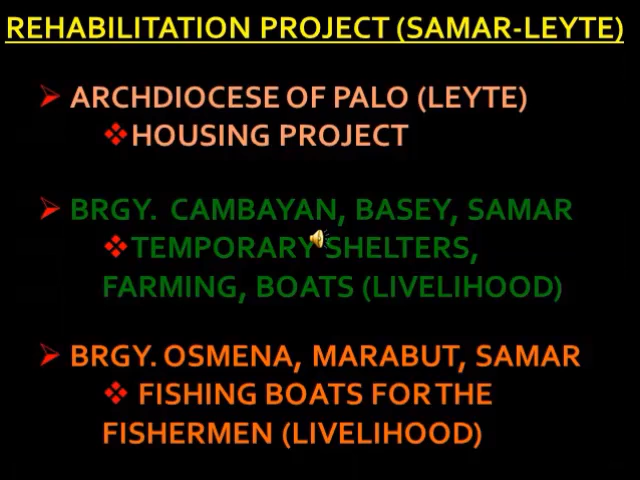 REHABILITATION PROJECT (SAMAR-LEYTE)
ARCHDIOCESE OF PALO (LEYTE)
HOUSING PROJECT
BRGY. CAMBAYAN, BASEY, SAMAR
TEMPORARY SHELTERS,
FARMING, BOATS (LIVELIHOOD)
BRGY. OSMENA, MARABUT, SAMAR
FISHING BOATS FOR THE
FISHERMEN (LIVELIHOOD)